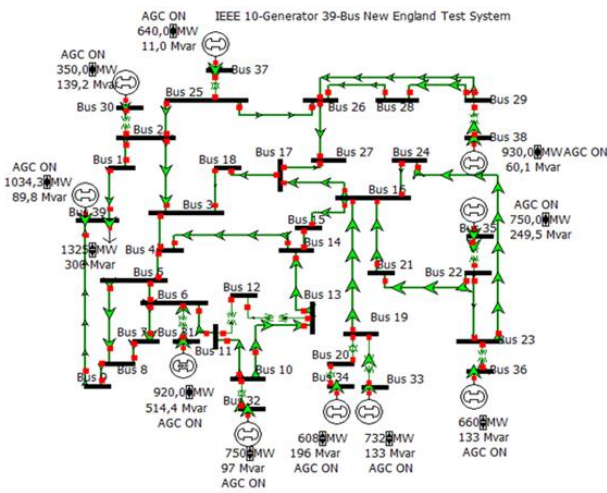 IEEE 10-Generator 39-Bus New England Test System
AGC ON
640,0 MW
11,0 Mvar
Bus 37
AGC ON
350,0 MW
139,2 Mvar
Bus 30
Bus 25
Bus 2
Bus 26
Bus 28
Bus 29
Bus 38
930,0 MW AGC ON
60,1 Mvar
Bus 1
Bus 18
Bus 17
Bus 27
Bus 24
AGC ON
1034,3 MW
89,8 Mvar
Bus 39
Bus 3
Bus 15
AGC ON
750,0 MW
249,5 Mvar
Bus 35
1325 MW
300 Mvar
Bus 4
Bus 14
Bus 5
Bus 6
Bus 12
Bus 13
Bus 21
Bus 22
Bus 31
Bus 11
Bus 8
Bus 10
Bus 19
Bus 20
Bus 23
Bus 9
Bus 32
Bus 34
Bus 33
Bus 36
920,0 MW
514,4 Mvar
AGC ON
750 MW
97 Mvar
AGC ON
608 MW
196 Mvar
AGC ON
732 MW
133 Mvar
AGC ON
660 MW
133 Mvar
AGC ON